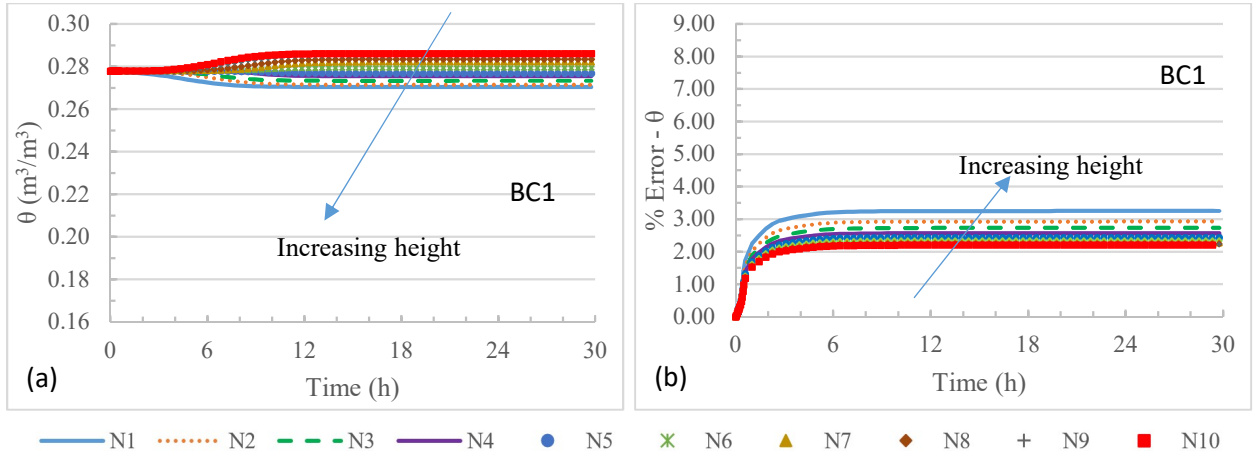 θ (m³/m³)
0.30
0.28
0.26
0.24
0.22
0.20
0.18
0.16
BC1
Increasing height
0 6 12 18 24 30
Time (h)
(a)
% Error - θ
9.00
8.00
7.00
6.00
5.00
4.00
3.00
2.00
1.00
0.00
BC1
Increasing height
0 6 12 18 24 30
Time (h)
(b)
N1 N2 N3 N4 N5 N6 N7 N8 N9 N10